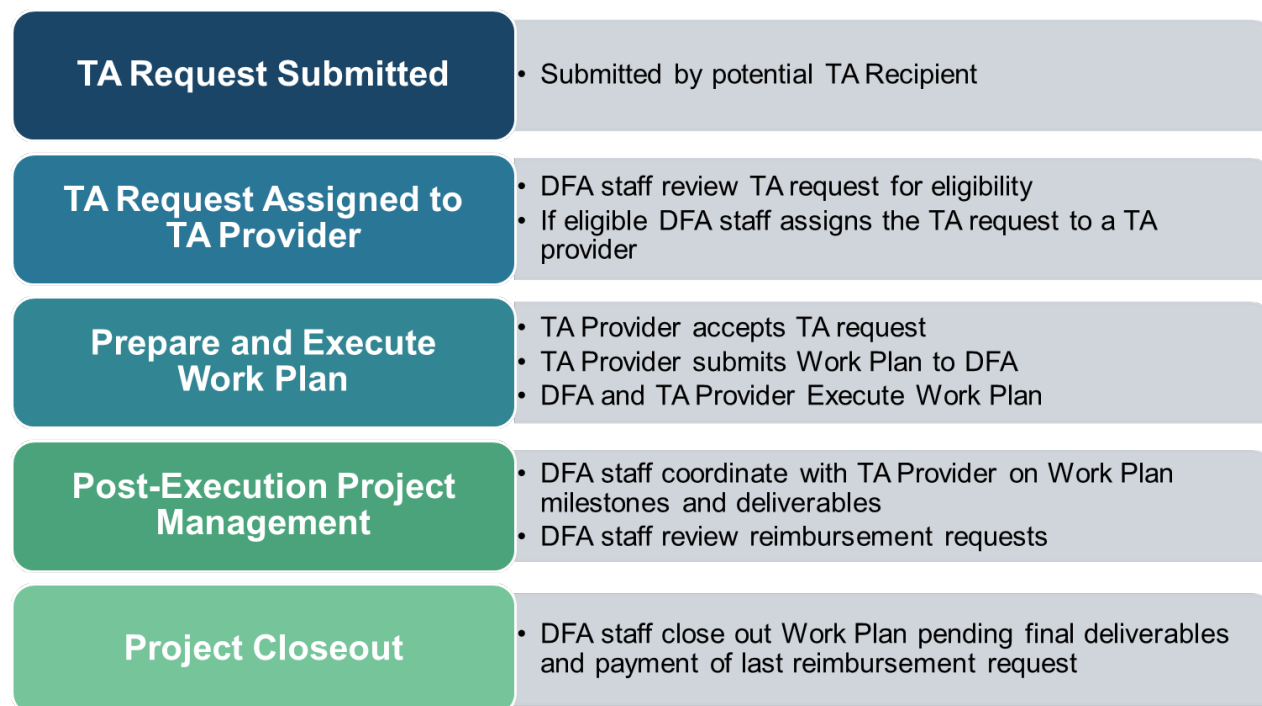 TA Request Submitted
• Submitted by potential TA Recipient
TA Request Assigned to
TA Provider
• DFA staff review TA request for eligibility
• If eligible DFA staff assigns the TA request to a TA
provider
Prepare and Execute
Work Plan
• TA Provider accepts TA request
• TA Provider submits Work Plan to DFA
• DFA and TA Provider Execute Work Plan
Post-Execution Project
Management
• DFA staff coordinate with TA Provider on Work Plan
milestones and deliverables
• DFA staff review reimbursement requests
Project Closeout
• DFA staff close out Work Plan pending final deliverables
and payment of last reimbursement request